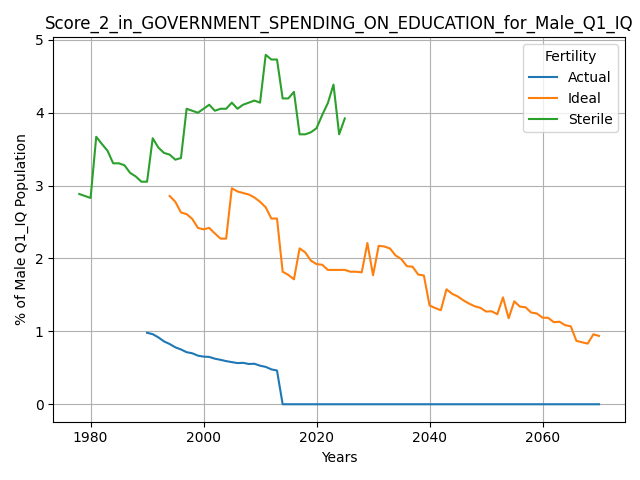 Score_2_in_GOVERNMENT_SPENDING_ON_EDUCATION_for_Male_Q1_IQ
Fertility
Actual
Ideal
Sterile
% of Male Q1_IQ Population
5
4
3
2
1
0
1980 2000 2020 2040 2060
Years